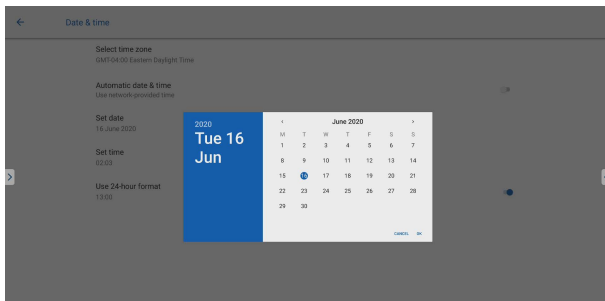 Date & time
Select time zone
GMT-04:00 Eastern Daylight Time
Automatic date & time
Use network-provided time
Set date
16 June 2020
Set time
02:03
Use 24-hour format
13:00
2020
Tue 16
Jun
June 2020
M T W T F S S
1 2 3 4 5 6 7
8 9 10 11 12 13 14
15 16 17 18 19 20 21
22 23 24 25 26 27 28
29 30
CANCEL OK